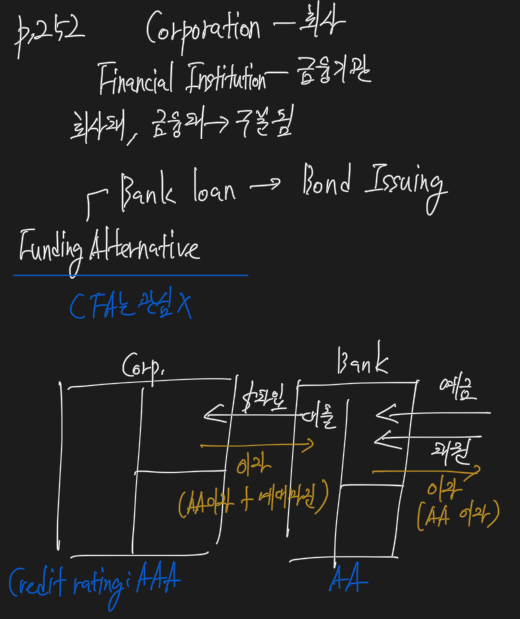 p.252 Corporation – 회사
Financial Institution – 금융기관
회사채, 금융채 → 구분됨
Bank loan → Bond Issuing
Funding Alternative
CFA는 관심 X
Corp. Bank
예금
대출
채권
이자
이자
(AA이자 + 예대마진)
(AA 이자)
Credit rating: AAA AA